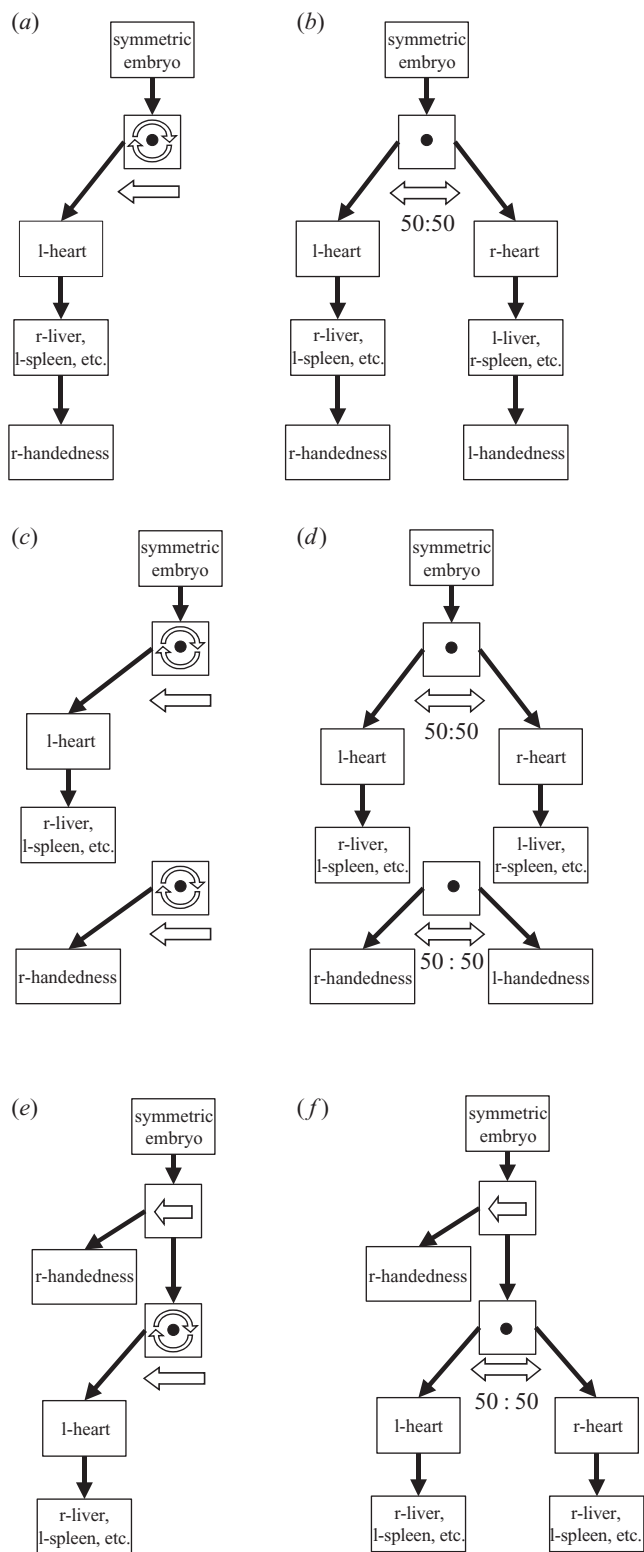 (a)
symmetric
embryo
l-heart
r-liver,
l-spleen, etc.
r-handedness
(b)
symmetric
embryo
50:50
l-heart
r-heart
r-liver,
l-spleen, etc.
l-liver,
r-spleen, etc.
r-handedness
l-handedness
(c)
symmetric
embryo
l-heart
r-liver,
l-spleen, etc.
r-handedness
(d)
symmetric
embryo
50:50
l-heart
r-heart
r-liver,
l-spleen, etc.
l-liver,
r-spleen, etc.
r-handedness
50 : 50
l-handedness
(e)
symmetric
embryo
r-handedness
l-heart
r-liver,
l-spleen, etc.
(f)
symmetric
embryo
r-handedness
50 : 50
l-heart
r-heart
r-liver,
l-spleen, etc.
r-liver,
l-spleen, etc.